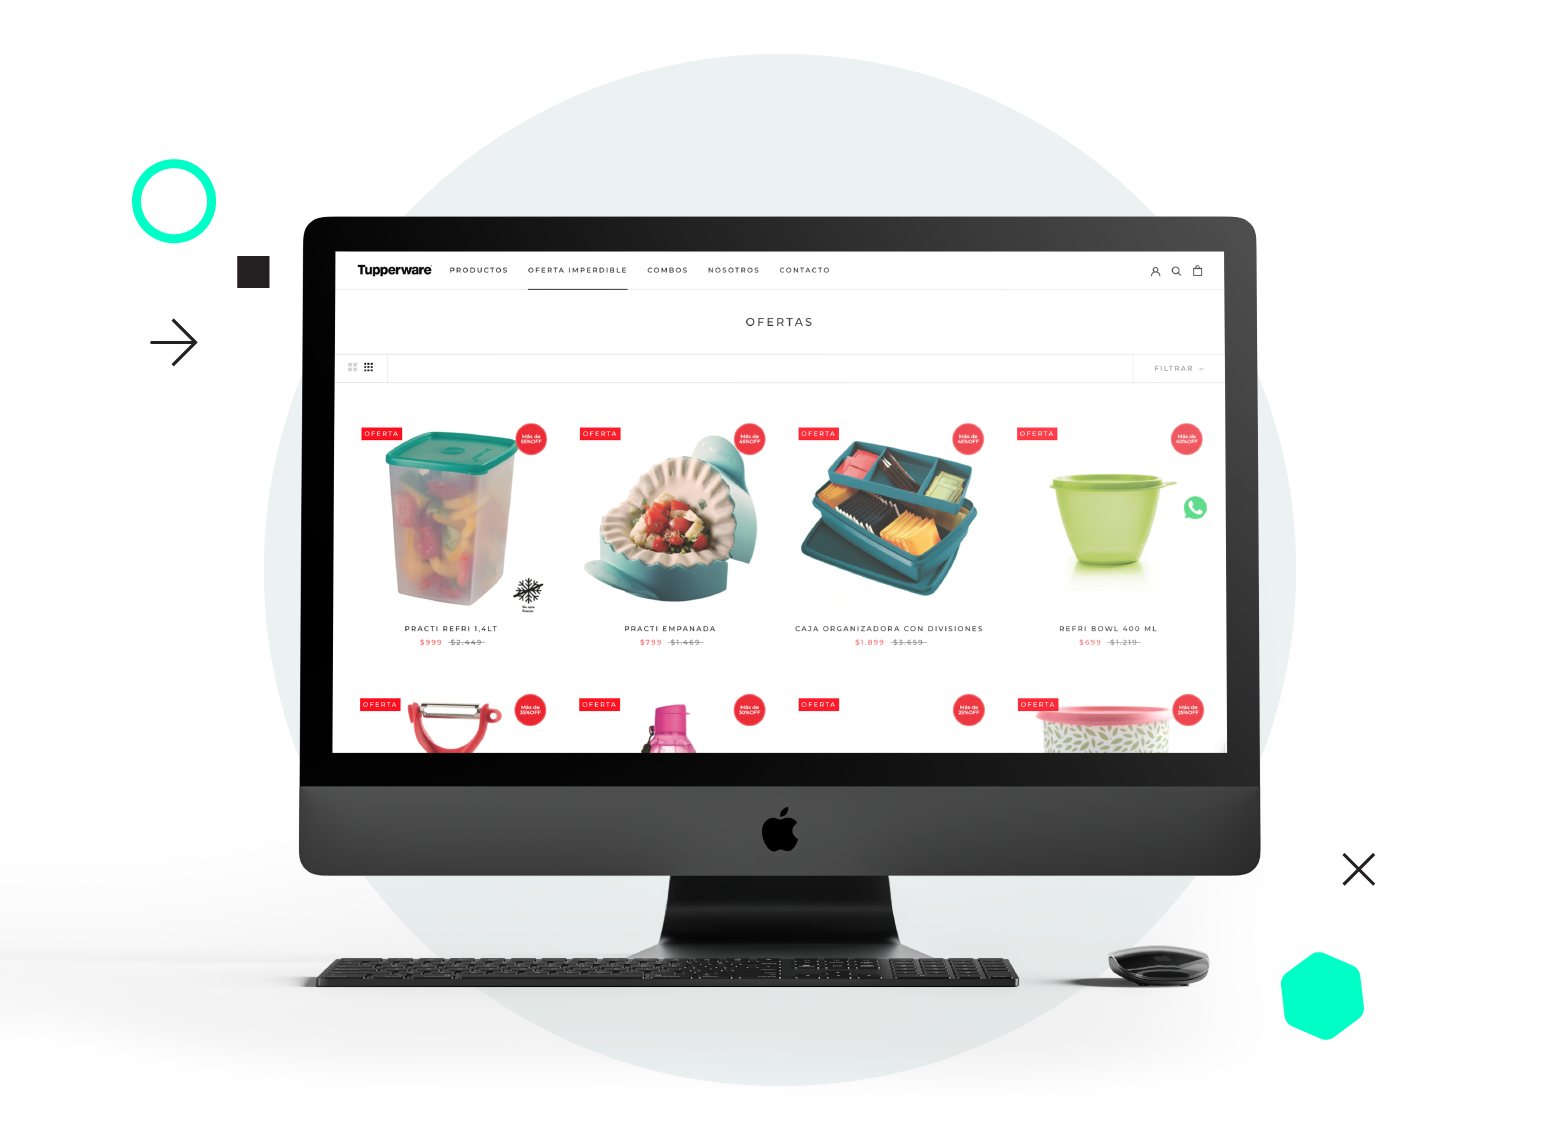 Tupperware PRODUCTOS OFERTA IMPERDIBLE COMBOS NOSOTROS CONTACTO
OFERTAS
FILTRAR
OFERTA
Más de
55%OFF
OFERTA
Más de
45%OFF
OFERTA
Más de
45%OFF
OFERTA
Más de
40%OFF
No apto
Freezer
PRACTI REFRI 1,4LT
$999 $2.449
PRACTI EMPANADA
$799 $1.469
CAJA ORGANIZADORA CON DIVISIONES
$1.899 $3.659
REFRI BOWL 400 ML
$699 $1.219
OFERTA
Más de
35%OFF
OFERTA
Más de
30%OFF
OFERTA
Más de
25%OFF
OFERTA
Más de
25%OFF